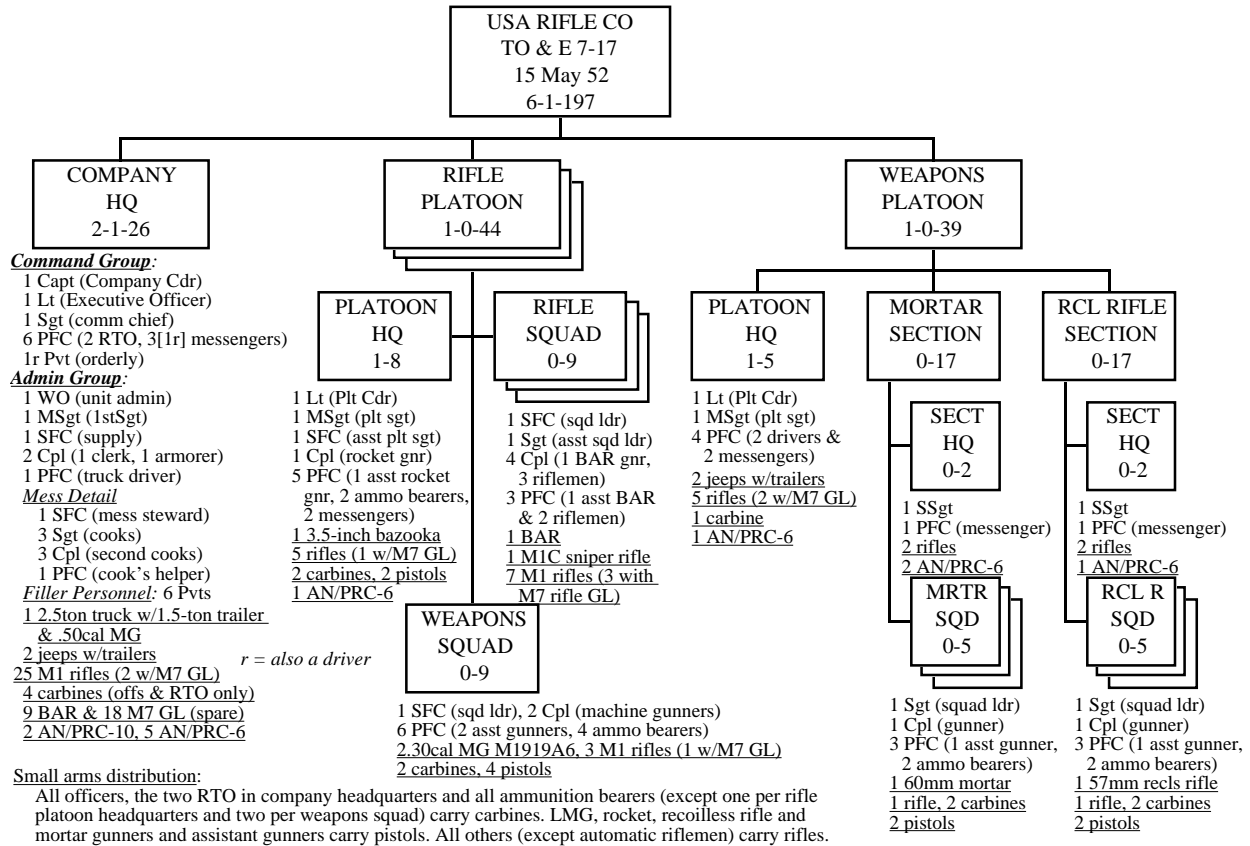 USA RIFLE CO
TO & E 7-17
15 May 52
6-1-197
COMPANY
HQ
2-1-26
RIFLE
PLATOON
1-0-44
WEAPONS
PLATOON
1-0-39
Command Group:
1 Capt (Company Cdr)
1 Lt (Executive Officer)
1 Sgt (comm chief)
6 PFC (2 RTO, 3[1r] messengers)
1r Pvt (orderly)
Admin Group:
1 WO (unit admin)
1 MSgt (1stSgt)
1 SFC (supply)
2 Cpl (1 clerk, 1 armorer)
1 PFC (truck driver)
Mess Detail
1 SFC (mess steward)
3 Sgt (cooks)
3 Cpl (second cooks)
1 PFC (cook's helper)
Filler Personnel: 6 Pvts
1 2.5ton truck w/1.5-ton trailer
& .50cal MG
2 jeeps w/trailers
25 M1 rifles (2 w/M7 GL)
4 carbines (offs & RTO only)
9 BAR & 18 M7 GL (spare)
2 AN/PRC-10, 5 AN/PRC-6
r = also a driver
PLATOON
HQ
1-8
1 Lt (Plt Cdr)
1 MSgt (plt sgt)
1 SFC (asst plt sgt)
1 Cpl (rocket gnr)
5 PFC (1 asst rocket
gnr, 2 ammo bearers,
2 messengers)
1 3.5-inch bazooka
5 rifles (1 w/M7 GL)
2 carbines, 2 pistols
1 AN/PRC-6
RIFLE
SQUAD
0-9
1 SFC (sqd ldr)
1 Sgt (asst sqd ldr)
4 Cpl (1 BAR gnr,
3 riflemen)
3 PFC (1 asst BAR
& 2 riflemen)
1 BAR
1 M1C sniper rifle
7 M1 rifles (3 with
M7 rifle GL)
WEAPONS
SQUAD
0-9
1 SFC (sqd ldr), 2 Cpl (machine gunners)
6 PFC (2 asst gunners, 4 ammo bearers)
2.30cal MG M1919A6, 3 M1 rifles (1 w/M7 GL)
2 carbines, 4 pistols
PLATOON
HQ
1-5
1 Lt (Plt Cdr)
1 MSgt (plt sgt)
4 PFC (2 drivers &
2 messengers)
2 jeeps w/trailers
5 rifles (2 w/M7 GL)
1 carbine
1 AN/PRC-6
MORTAR
SECTION
0-17
SECT
HQ
0-2
1 SSgt
1 PFC (messenger)
2 rifles
2 AN/PRC-6
MRTR
SQD
0-5
1 Sgt (squad ldr)
1 Cpl (gunner)
3 PFC (1 asst gunner,
2 ammo bearers)
1 60mm mortar
1 rifle, 2 carbines
2 pistols
RCL RIFLE
SECTION
0-17
SECT
HQ
0-2
1 SSgt
1 PFC (messenger)
2 rifles
1 AN/PRC-6
RCL R
SQD
0-5
1 Sgt (squad ldr)
1 Cpl (gunner)
3 PFC (1 asst gunner,
2 ammo bearers)
1 57mm recls rifle
1 rifle, 2 carbines
2 pistols
Small arms distribution:
All officers, the two RTO in company headquarters and all ammunition bearers (except one per rifle
platoon headquarters and two per weapons squad) carry carbines. LMG, rocket, recoilless rifle and
mortar gunners and assistant gunners carry pistols. All others (except automatic riflemen) carry rifles.